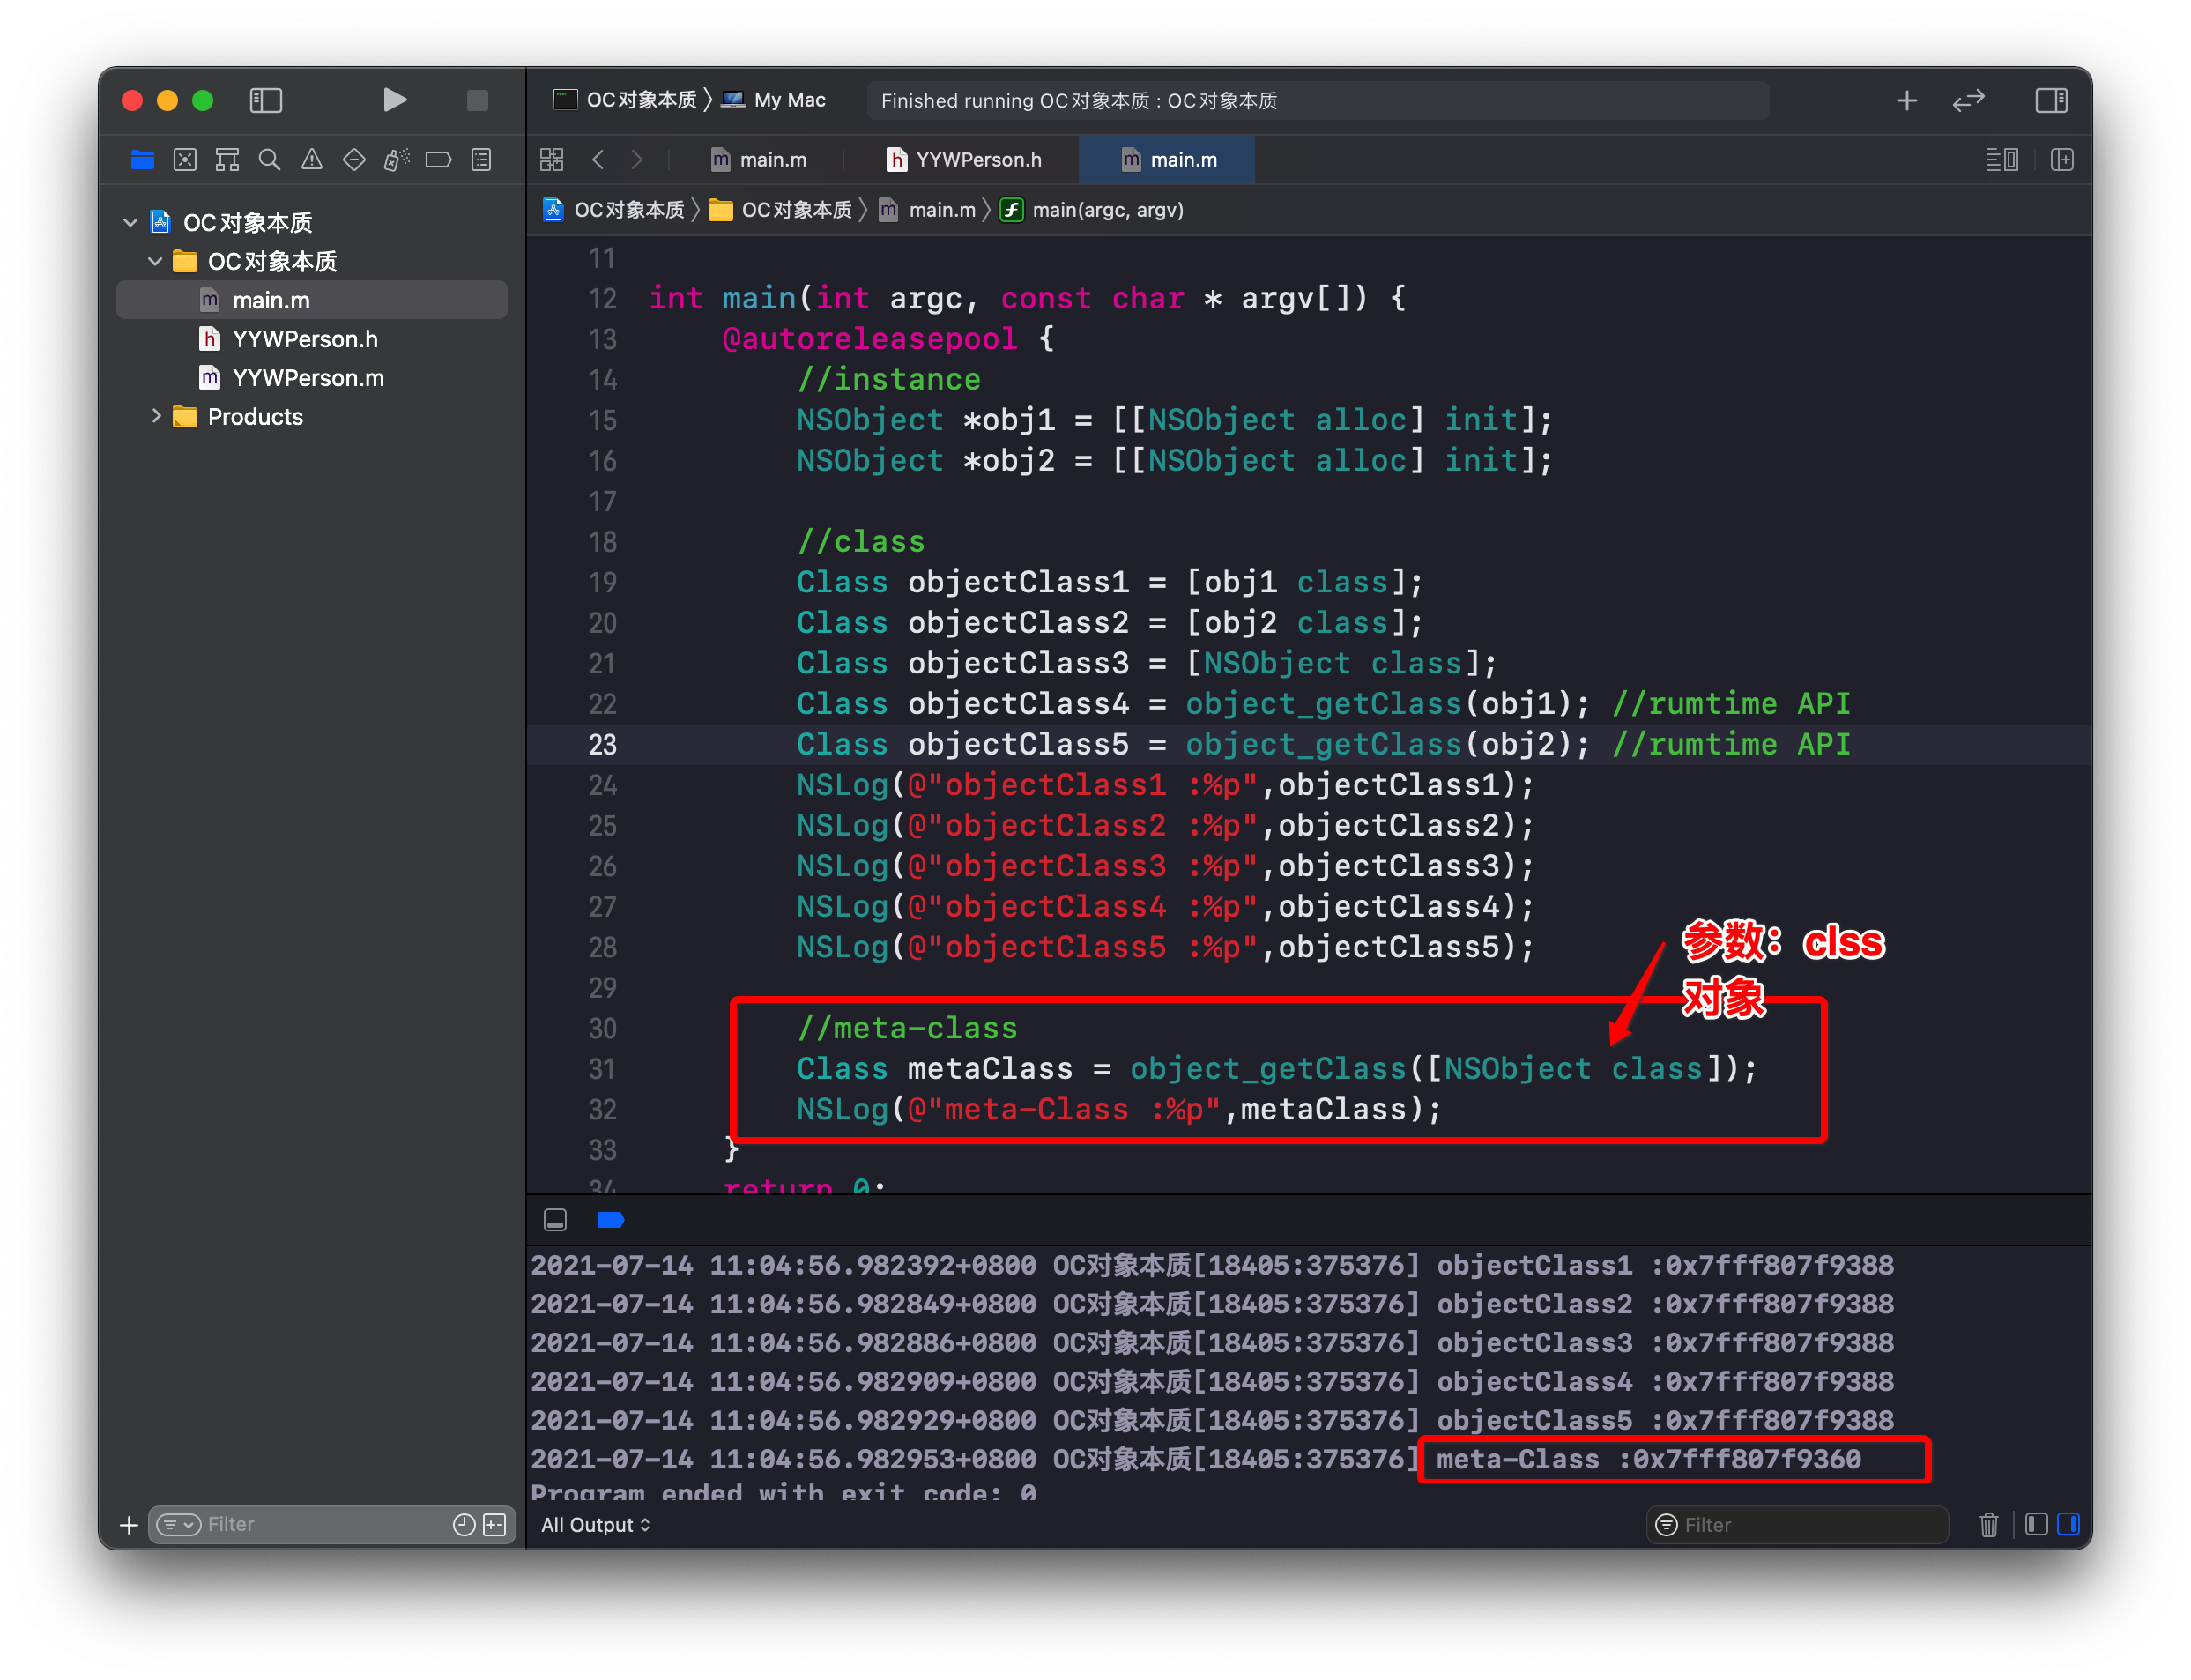 OC对象本质 〉 My Mac
Finished running OC对象本质 : OC对象本质
main.m
YYWPerson.h
main.m
OC对象本质 〉 OC对象本质 〉 main.m 〉 main(argc, argv)
OC对象本质
OC对象本质
main.m
YYWPerson.h
YYWPerson.m
Products
Filter
11
12 int main(int argc, const char * argv[]) {
13 @autoreleasepool {
14 //instance
15 NSObject *obj1 = [[NSObject alloc] init];
16 NSObject *obj2 = [[NSObject alloc] init];
17
18 //class
19 Class objectClass1 = [obj1 class];
20 Class objectClass2 = [obj2 class];
21 Class objectClass3 = [NSObject class];
22 Class objectClass4 = object_getClass(obj1); //rumtime API
23 Class objectClass5 = object_getClass(obj2); //rumtime API
24 NSLog(@"objectClass1 :%p",objectClass1);
25 NSLog(@"objectClass2 :%p",objectClass2);
26 NSLog(@"objectClass3 :%p",objectClass3);
27 NSLog(@"objectClass4 :%p",objectClass4);
28 NSLog(@"objectClass5 :%p",objectClass5);
参数：clss
对象
29
30 //meta-class
31 Class metaClass = object_getClass([NSObject class]);
32 NSLog(@"meta-Class :%p",metaClass);
33 }
34 return 0;
2021-07-14 11:04:56.982392+0800 OC对象本质[18405:375376] objectClass1 :0x7fff807f9388
2021-07-14 11:04:56.982849+0800 OC对象本质[18405:375376] objectClass2 :0x7fff807f9388
2021-07-14 11:04:56.982886+0800 OC对象本质[18405:375376] objectClass3 :0x7fff807f9388
2021-07-14 11:04:56.982909+0800 OC对象本质[18405:375376] objectClass4 :0x7fff807f9388
2021-07-14 11:04:56.982929+0800 OC对象本质[18405:375376] objectClass5 :0x7fff807f9388
2021-07-14 11:04:56.982953+0800 OC对象本质[18405:375376] meta-Class :0x7fff807f9360
Program ended with exit code: 0
All Output
Filter